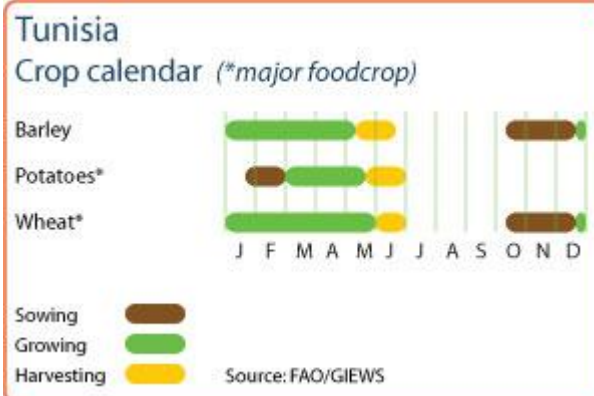 Tunisia
Crop calendar (*major foodcrop)
Barley
Potatoes*
Wheat*
J F M A M J J A S O N D
Sowing
Growing
Harvesting Source: FAO/GIEWS